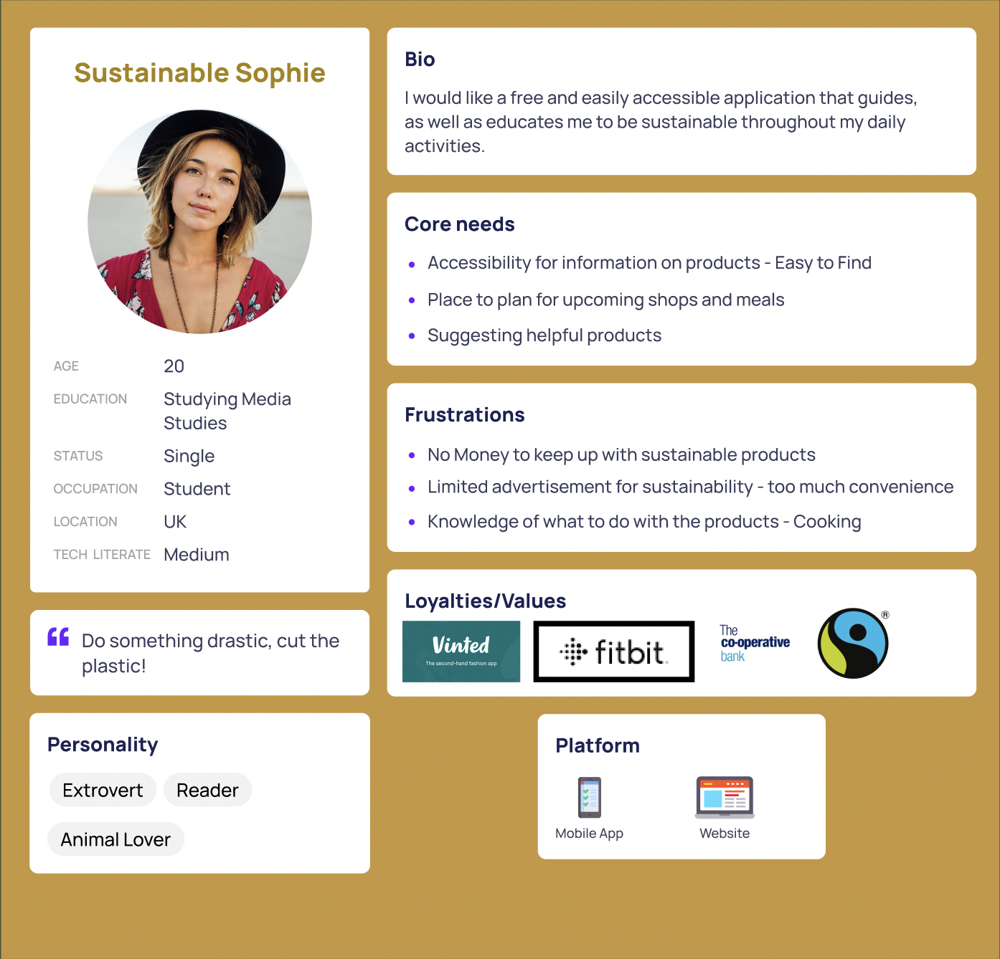 Sustainable Sophie
AGE 20
EDUCATION Studying Media
Studies
STATUS Single
OCCUPATION Student
LOCATION UK
TECH LITERATE Medium
“ Do something drastic, cut the
plastic!
Personality
Extrovert Reader
Animal Lover
Bio
I would like a free and easily accessible application that guides,
as well as educates me to be sustainable throughout my daily
activities.
Core needs
• Accessibility for information on products - Easy to Find
• Place to plan for upcoming shops and meals
• Suggesting helpful products
Frustrations
• No Money to keep up with sustainable products
• Limited advertisement for sustainability - too much convenience
• Knowledge of what to do with the products - Cooking
Loyalties/Values
Vinted
The second-hand fashion app
fitbit
The
co-operative
bank
®
Platform
Mobile App Website